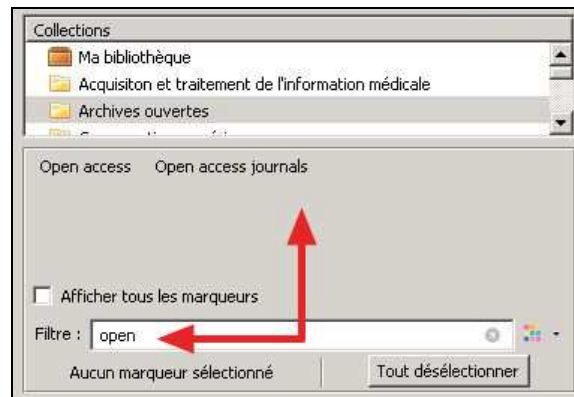 Collections
Ma bibliothèque
Acquisiton et traitement de l'information médicale
Archives ouvertes
Open access Open access journals
Afficher tous les marqueurs
Filtre : open
Aucun marqueur sélectionné Tout désélectionner